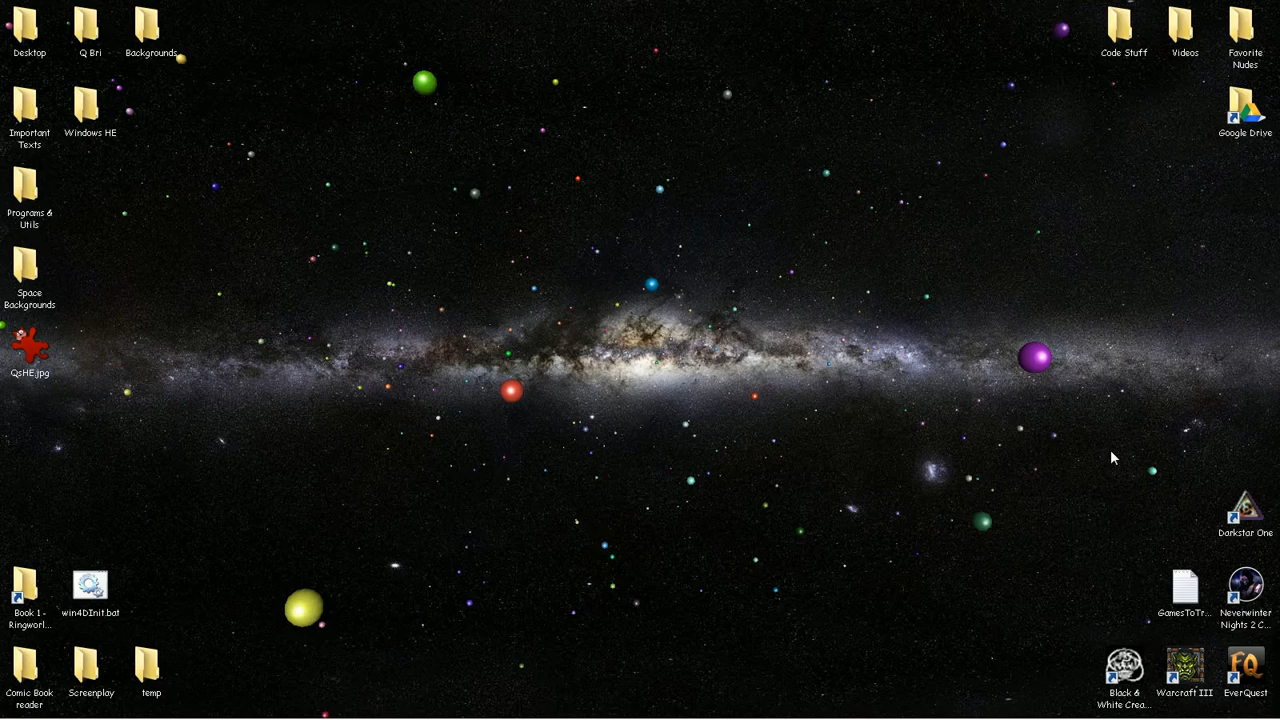 Desktop
Q Bri
Backgrounds
Code Stuff
Videos
Favorite
Nudes
Important
Texts
Windows HE
Google Drive
Programs &
Utils
Space
Backgrounds
QsHE.jpg
Darkstar One
Book 1 -
Ringworl...
win4DInit.bat
GamesToTr...
Neverwinter
Nights 2 C...
Comic Book
reader
Screenplay
temp
Black &
White Crea...
Warcraft III
FQ
EverQuest